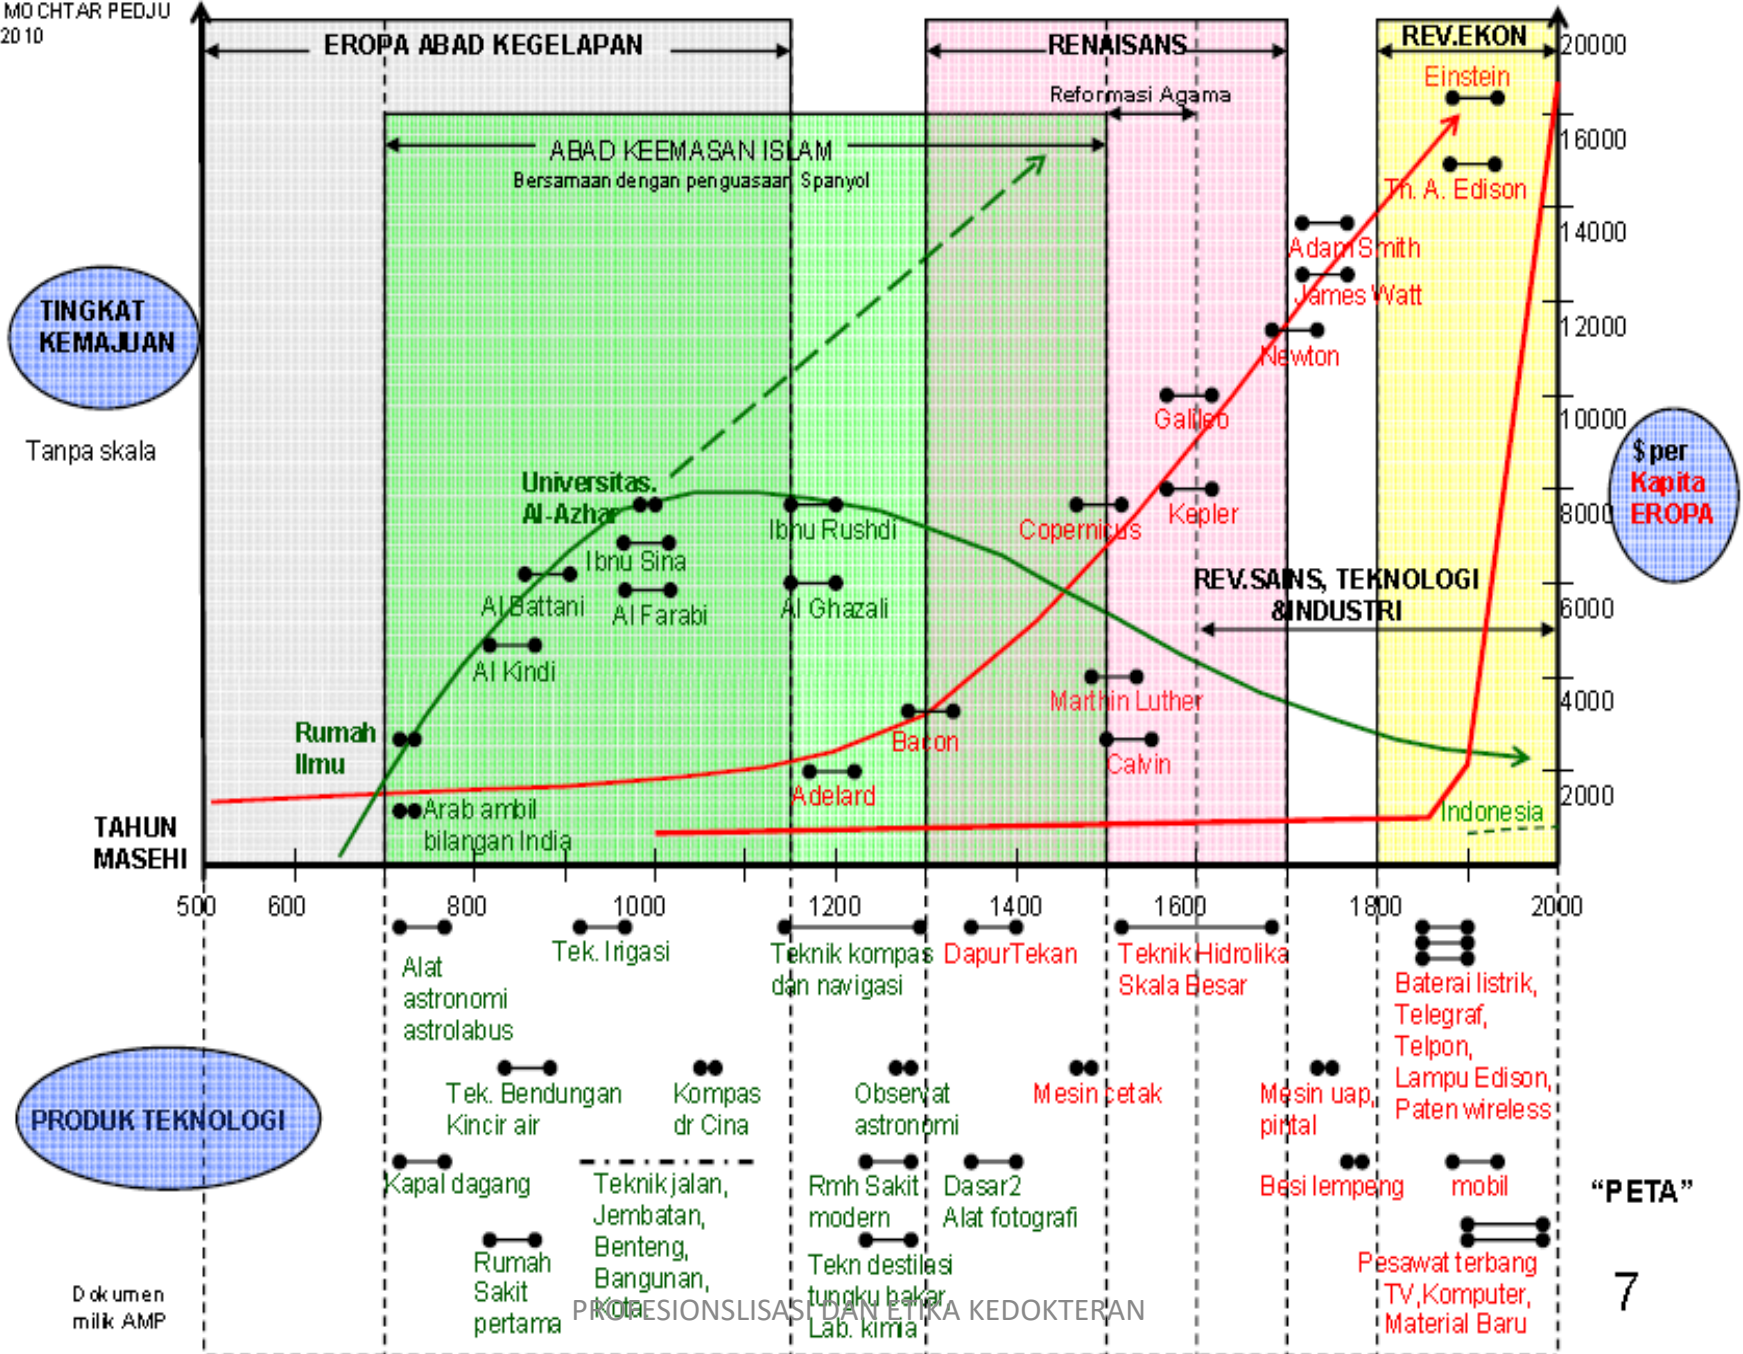 MOCHTAR PEDJU
2010
EROPA ABAD KEGELAPAN
RENAISANS
REV.EKON
20000
Einstein
Reformasi Agama
16000
ABAD KEEMASAN ISLAM
Bersamaan dengan penguasaan Spanyol
Th. A. Edison
14000
Adam Smith
James Watt
12000
Newton
TINGKAT
KEMAJUAN
Tanpa skala
Galileo
10000
$ per
Kapita
EROPA
Universitas.
Al-Azhar
Ibnu Rushdi
Copernicus
Kepler
8000
Ibnu Sina
Al Battani
Al Farabi
Al Ghazali
REV.SAINS, TEKNOLOGI
&INDUSTRI
6000
Al Kindi
Marthin Luther
4000
Rumah
Ilmu
Bacon
Calvin
Adelard
2000
Arab ambil
bilangan India
Indonesia
TAHUN
MASEHI
500 600 800 1000 1200 1400 1600 1800 2000
Alat
astronomi
astrolabus
Tek. Irigasi
Teknik kompas
dan navigasi
DapurTekan
Teknik Hidrolika
Skala Besar
Baterai listrik,
Telegraf,
Telpon,
Lampu Edison,
Paten wireless
PRODUK TEKNOLOGI
Tek. Bendungan
Kincir air
Kompas
dr Cina
Observat
astronomi
Mesin cetak
Mesin uap,
pintal
Kapal dagang
Teknik jalan,
Jembatan,
Benteng,
Bangunan,
Kota
Rmh Sakit
modern
Dasar2
Alat fotografi
Besi lempeng
mobil
"PETA"
Rumah
Sakit
pertama
Tekn destilasi
tungku bakar,
Lab. kimia
Pesawat terbang
TV,Komputer,
Material Baru
7
Dokumen
milik AMP
PROFESIONSLISASI DAN ETIKA KEDOKTERAN